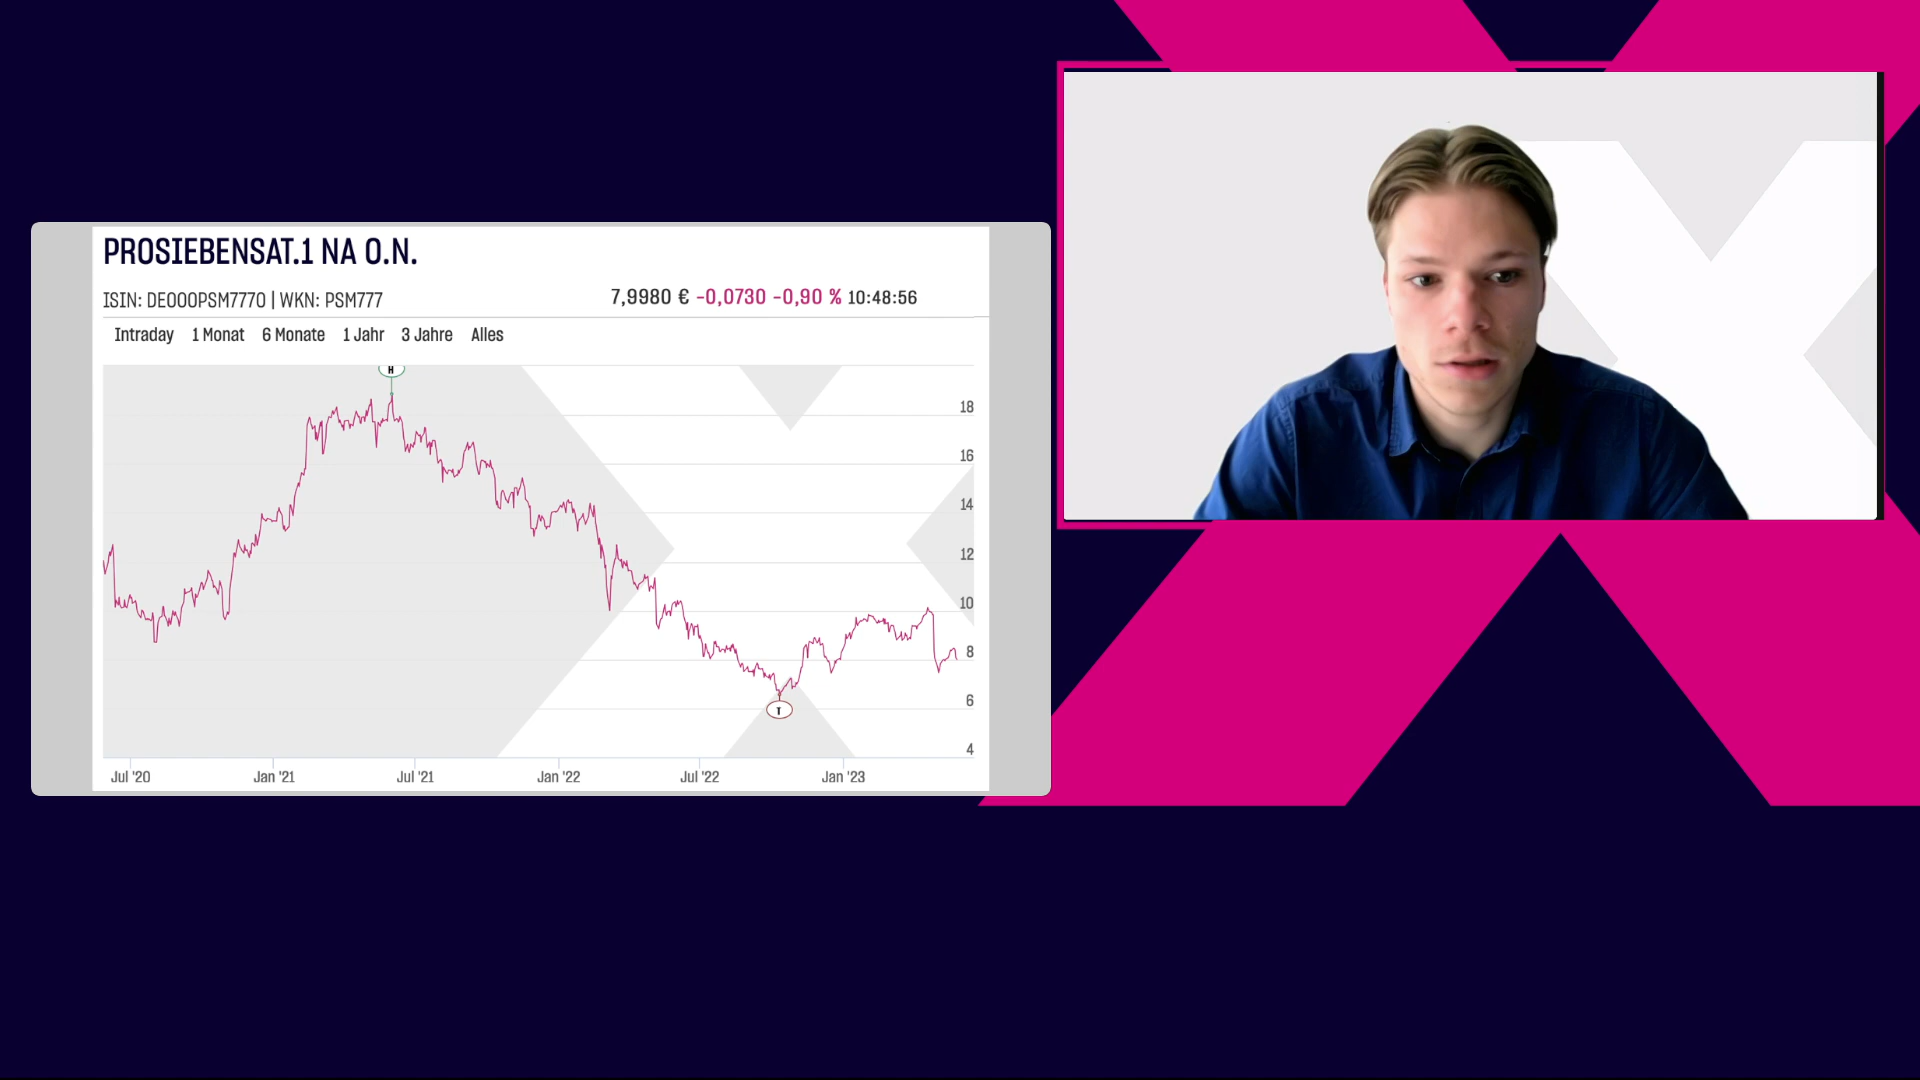 PROSIEBENSAT.1 NA O.N.
ISIN: DE000PSM7770 | WKN: PSM777
7,9980 € -0,0730 -0,90 % 10:48:56
Intraday 1 Monat 6 Monate 1 Jahr 3 Jahre Alles
H
18
16
14
12
10
8
6
T
4
Jul '20 Jan '21 Jul '21 Jan '22 Jul '22 Jan '23